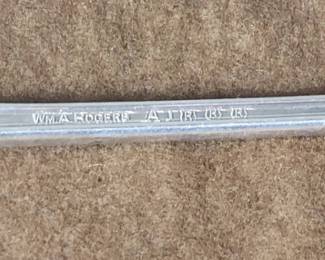 WM.A ROGERS A1 (R) (R) (R)